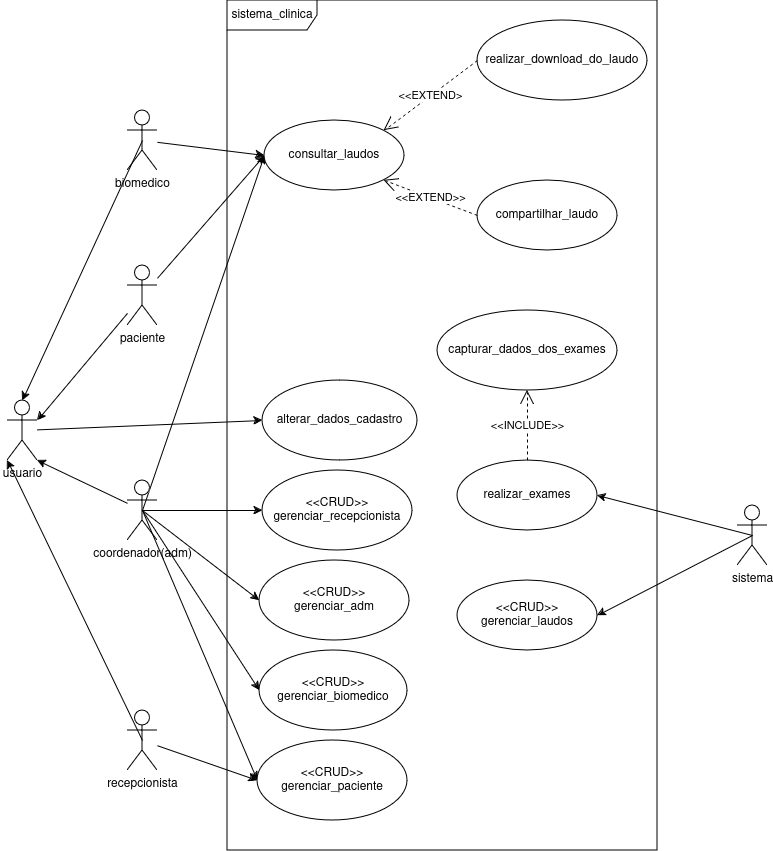 sistema_clinica
realizar_download_do_laudo
<<EXTEND>
consultar_laudos
biomedico
<<EXTEND>>
compartilhar_laudo
paciente
capturar_dados_dos_exames
alterar_dados_cadastro
<<INCLUDE>>
usuario
realizar_exames
<<CRUD>>
gerenciar_recepcionista
coordenador(adm)
sistema
<<CRUD>>
gerenciar_adm
<<CRUD>>
gerenciar_laudos
<<CRUD>>
gerenciar_biomedico
<<CRUD>>
gerenciar_paciente
recepcionista